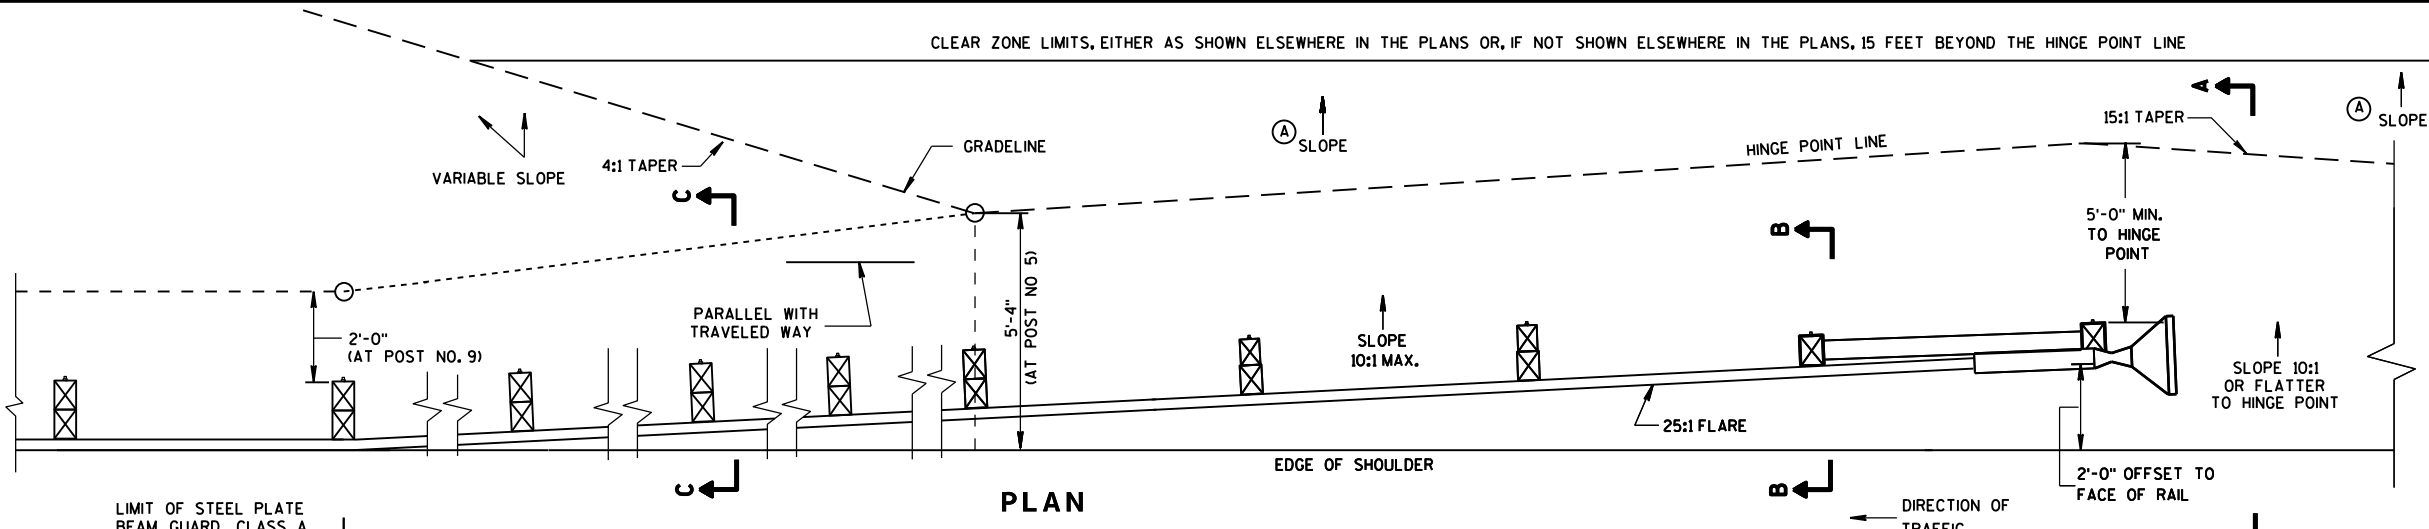 CLEAR ZONE LIMITS, EITHER AS SHOWN ELSEWHERE IN THE PLANS OR, IF NOT SHOWN ELSEWHERE IN THE PLANS, 15 FEET BEYOND THE HINGE POINT LINE
A
A
SLOPE
15:1 TAPER
A
SLOPE
HINGE POINT LINE
GRADELINE
4:1 TAPER
VARIABLE SLOPE
C
B
5'-0" MIN.
TO HINGE
POINT
5'-4"
(AT POST NO 5)
PARALLEL WITH
TRAVELED WAY
2'-0"
(AT POST NO. 9)
SLOPE
10:1 MAX.
SLOPE 10:1
OR FLATTER
TO HINGE POINT
25:1 FLARE
EDGE OF SHOULDER
2'-0" OFFSET TO
FACE OF RAIL
C
B
PLAN
LIMIT OF STEEL PLATE
BEAM GUARD, CLASS A
DIRECTION OF
TRAFFIC